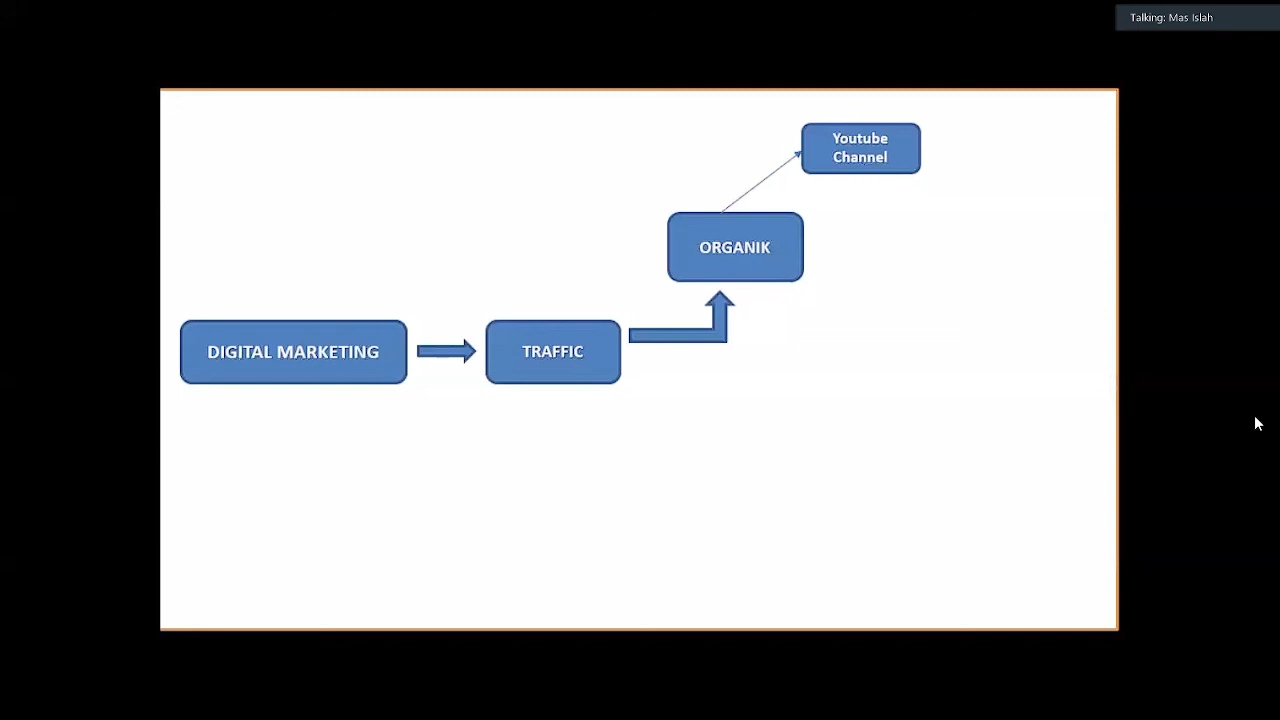 Talking: Mas Islah
Youtube
Channel
ORGANIK
DIGITAL MARKETING
TRAFFIC